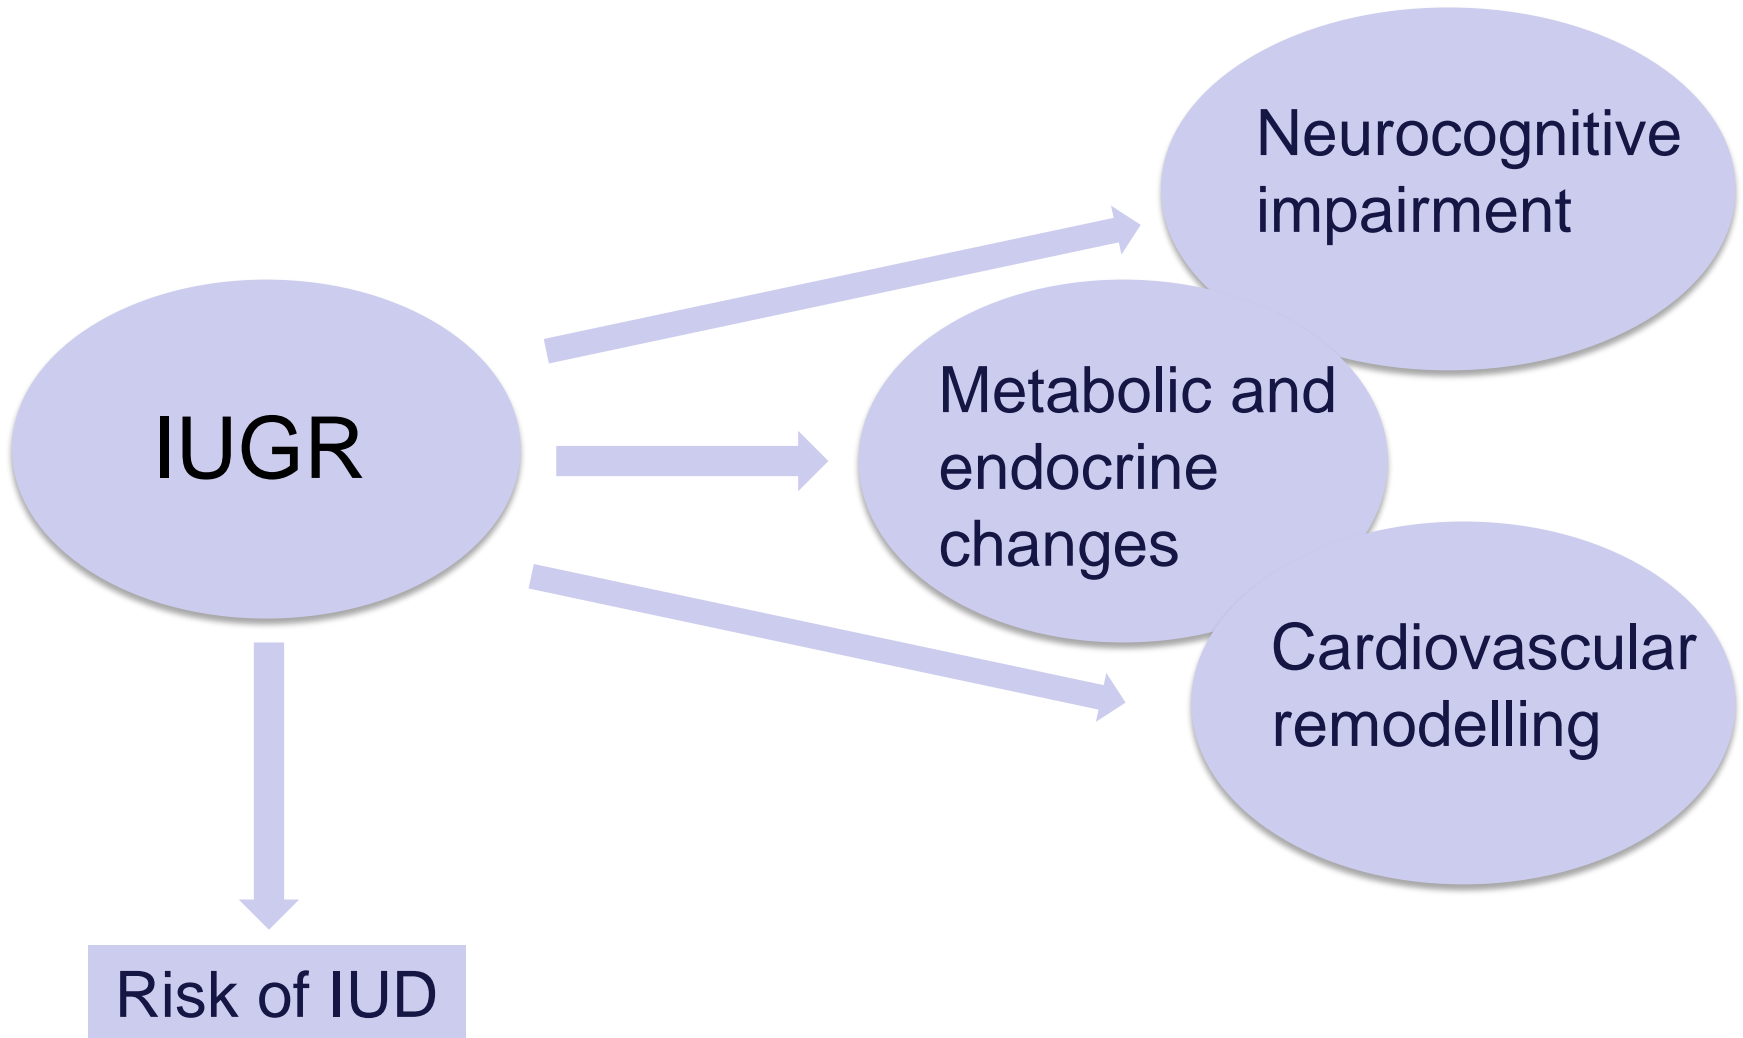 Neurocognitive
impairment
IUGR
Metabolic and
endocrine
changes
Cardiovascular
remodelling
Risk of IUD